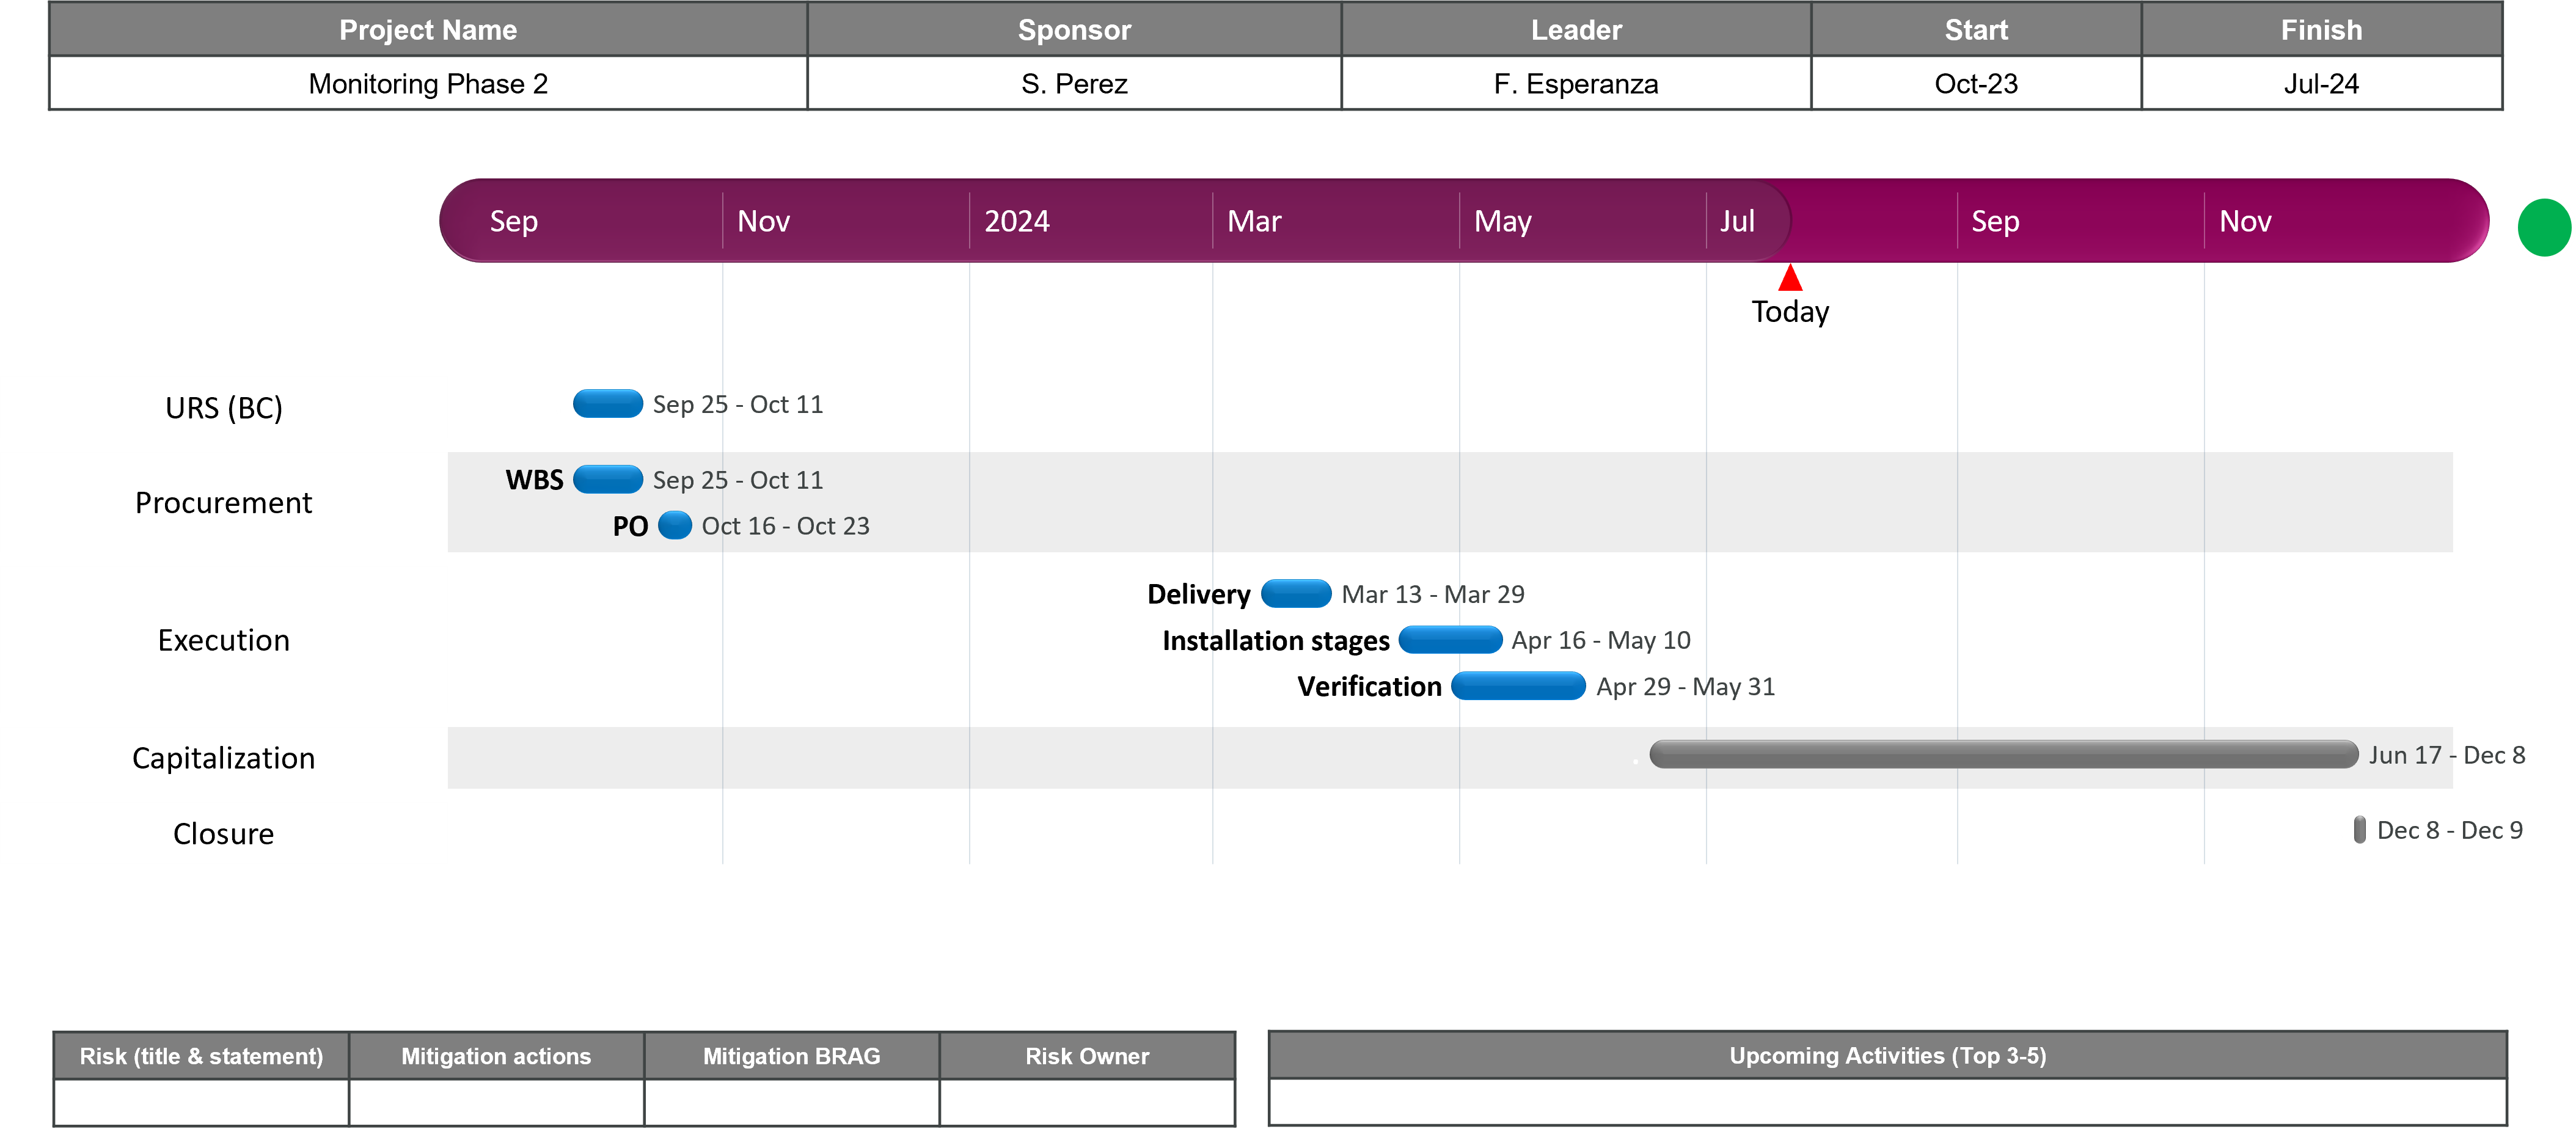 Project Name Sponsor Leader Start Finish
Monitoring Phase 2 S. Perez F. Esperanza Oct-23 Jul-24
Sep Nov 2024 Mar May Jul Sep Nov
Today
URS (BC) Sep 25 - Oct 11
Procurement
WBS Sep 25 - Oct 11
PO Oct 16 - Oct 23
Execution
Delivery Mar 13 - Mar 29
Installation stages Apr 16 - May 10
Verification Apr 29 - May 31
Capitalization Jun 17 - Dec 8
Closure Dec 8 - Dec 9
Risk (title & statement) Mitigation actions Mitigation BRAG Risk Owner
Upcoming Activities (Top 3-5)